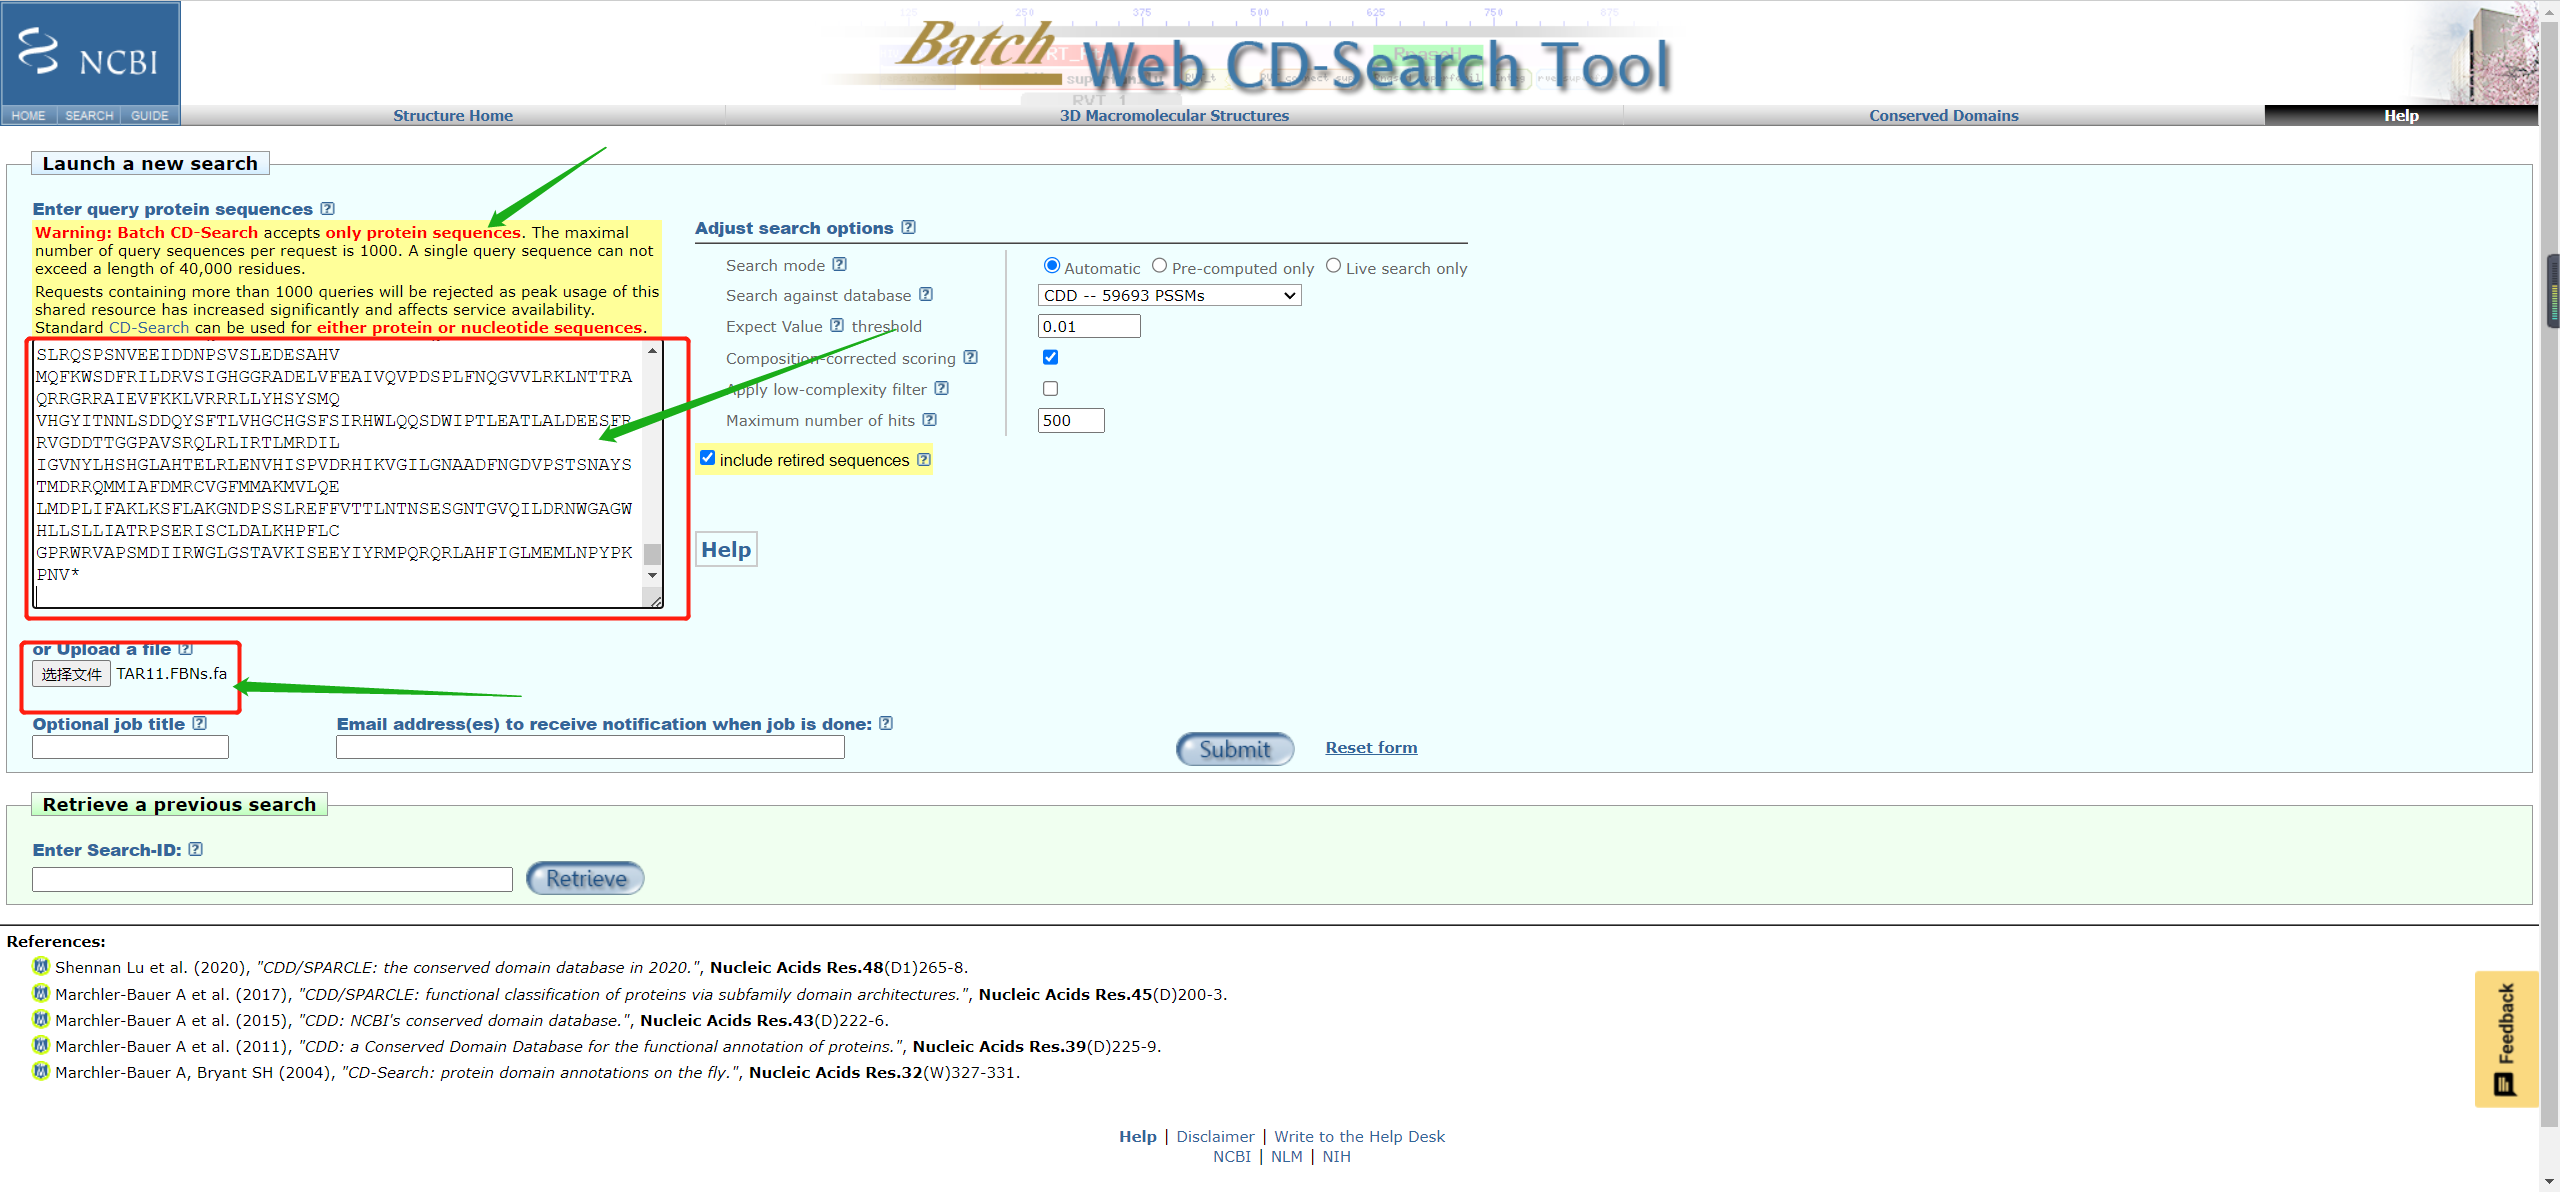 125 250 375 500 625 750 875
NCBI
Batch Web CD-Search Tool
HOME SEARCH GUIDE
Structure Home
3D Macromolecular Structures
Conserved Domains
Help
Launch a new search
Enter query protein sequences
Warning: Batch CD-Search accepts only protein sequences. The maximal
number of query sequences per request is 1000. A single query sequence can not
exceed a length of 40,000 residues.
Requests containing more than 1000 queries will be rejected as peak usage of this
shared resource has increased significantly and affects service availability.
Standard CD-Search can be used for either protein or nucleotide sequences.
SLRQSPSNVEEIDDNPSVSLEDESAHV
MQFKWSDFRILDRVSIGHGGRADELVFEAIVQVPDSPLFNQGVVLRKLNTTRA
QRRGRRAIEVFKKLVRRRLLYHSYSMQ
VHGYITNNLSDDQYSFTLVHGCHGSFSIRHWLQQSDWIPTLEATLALDEESFR
RVGDDTTGGPAVSRQLRLIRTLMRDIL
IGVNYLHSHGLAHTELRLENVHISPVDRHIKVGILGNAADFNGDVPSTSNAYS
TMDRRQMMIAFDMRCVGFMMAKMVLQE
LMDPLIFAKLKSFLAKGNDPSSLREFFVTTLNTNSESGNTGVQILDRNWGAGW
HLLSLLIATRPSERISCLDALKHPFLC
GPRWRVAPSMDIIRWGLGSTAVKISEEYIYRMPQRQRLAHFIGLMEMLNPYPK
PNV*
Adjust search options
Search mode Automatic Pre-computed only Live search only
Search against database CDD -- 59693 PSSMs
Expect Value threshold 0.01
Composition-corrected scoring
Apply low-complexity filter
Maximum number of hits 500
include retired sequences
Help
or Upload a file
选择文件 TAR11.FBNs.fa
Optional job title
Email address(es) to receive notification when job is done:
Submit Reset form
Retrieve a previous search
Enter Search-ID:
Retrieve
References:
Shennan Lu et al. (2020), "CDD/SPARCLE: the conserved domain database in 2020.", Nucleic Acids Res.48(D1)265-8.
Marchler-Bauer A et al. (2017), "CDD/SPARCLE: functional classification of proteins via subfamily domain architectures.", Nucleic Acids Res.45(D)200-3.
Marchler-Bauer A et al. (2015), "CDD: NCBI's conserved domain database.", Nucleic Acids Res.43(D)222-6.
Marchler-Bauer A et al. (2011), "CDD: a Conserved Domain Database for the functional annotation of proteins.", Nucleic Acids Res.39(D)225-9.
Marchler-Bauer A, Bryant SH (2004), "CD-Search: protein domain annotations on the fly.", Nucleic Acids Res.32(W)327-331.
Feedback
Help | Disclaimer | Write to the Help Desk
NCBI | NLM | NIH